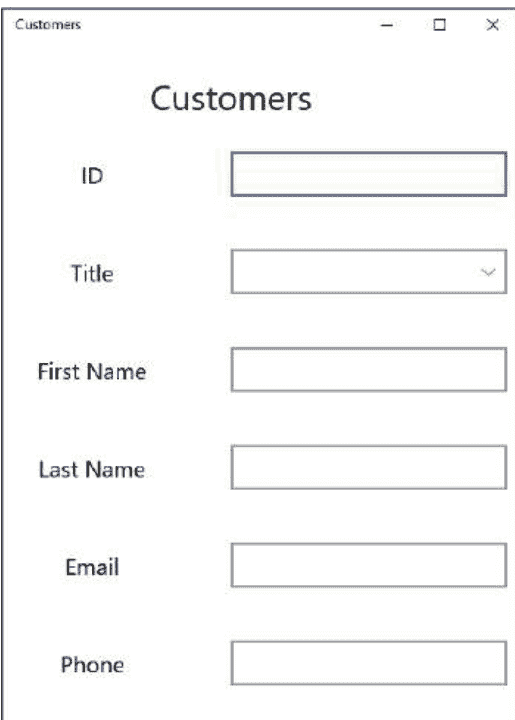 Customers
Customers
ID
Title
First Name
Last Name
Email
Phone